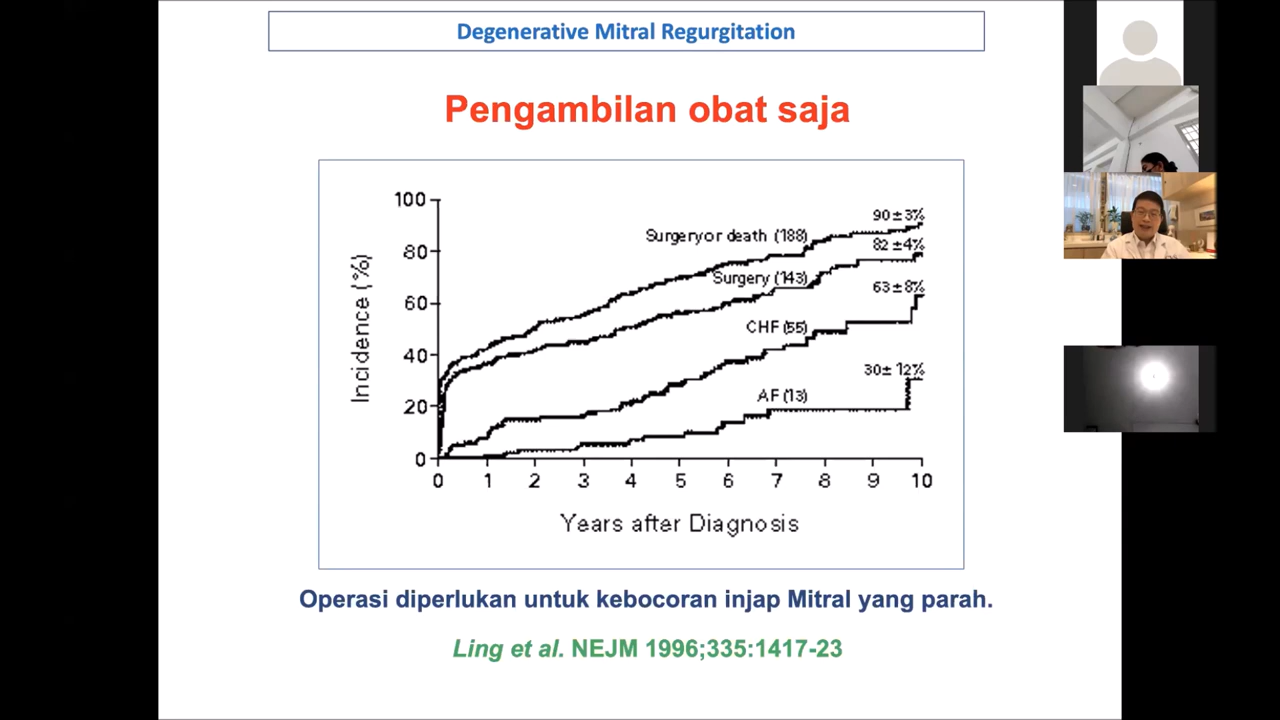 Degenerative Mitral Regurgitation
Pengambilan obat saja
Incidence (%)
100
80
60
40
20
0
Surgery or death (188)
90±3%
Surgery (143)
82±4%
CHF (55)
63±8%
AF (13)
30±12%
0 1 2 3 4 5 6 7 8 9 10
Years after Diagnosis
Operasi diperlukan untuk kebocoran injap Mitral yang parah.
Ling et al. NEJM 1996;335:1417-23